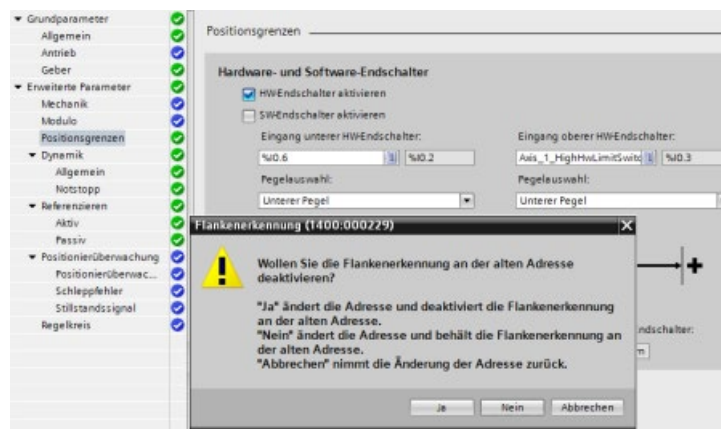 Grundparameter
Allgemein
Antrieb
Geber
Erweiterte Parameter
Mechanik
Modulo
Positionsgrenzen
Dynamik
Allgemein
Notstopp
Referenzieren
Aktiv
Passiv
Positionierüberwachung
Positionierüberwac...
Schleppfehler
Stillstandssignal
Regelkreis
Positionsgrenzen
Hardware- und Software-Endschalter
HW-Endschalter aktivieren
SW-Endschalter aktivieren
Eingang unterer HW-Endschalter:
Eingang oberer HW-Endschalter:
%I0.6
%I0.2
Axis_1_HighHwLimitSwitc
%I0.3
Pegelauswahl:
Pegelauswahl:
Unterer Pegel
Unterer Pegel
Flankenerkennung (1400:000229)
Wollen Sie die Flankenerkennung an der alten Adresse
deaktivieren?
"Ja" ändert die Adresse und deaktiviert die Flankenerkennung
an der alten Adresse.
"Nein" ändert die Adresse und behält die Flankenerkennung an
der alten Adresse.
"Abbrechen" nimmt die Änderung der Adresse zurück.
ndschalter:
Ja
Nein
Abbrechen